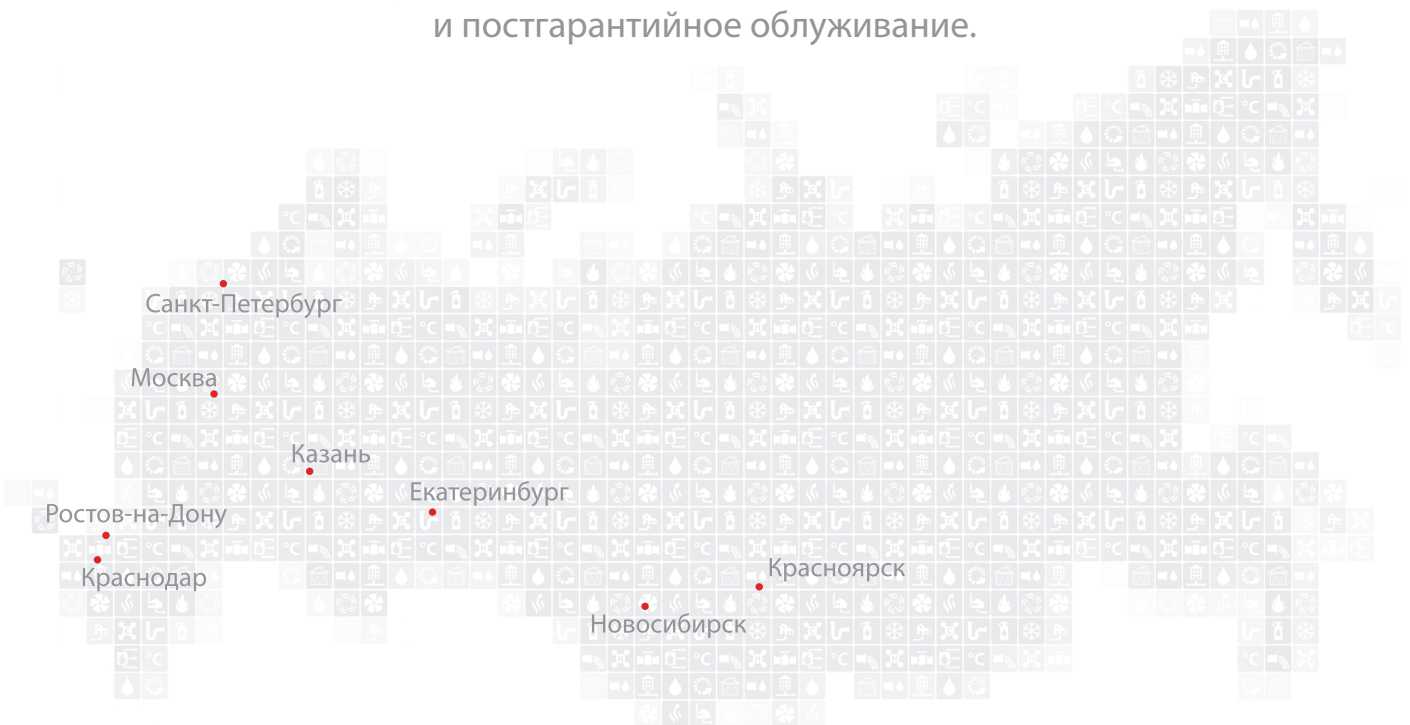 и постгарантийное облуживание.
Санкт-Петербург
Москва
Казань
Екатеринбург
Ростов-на-Дону
Краснодар
Красноярск
Новосибирск